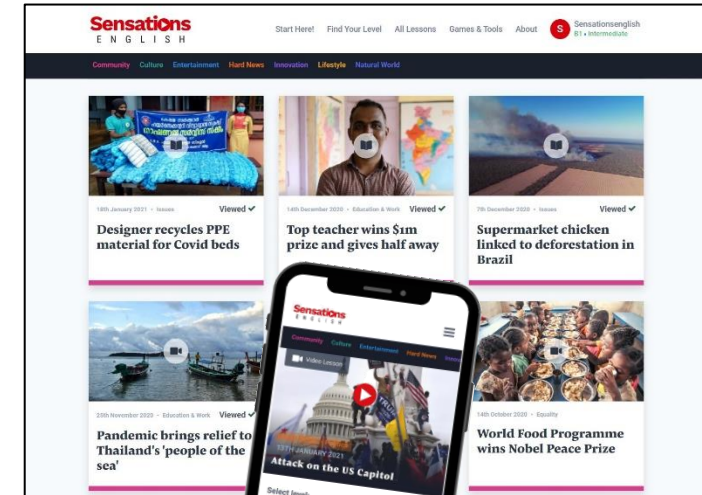 Sensations
ENGLISH
Start Here! Find Your Level All Lessons Games & Tools About S Sensationsenglish
B1 • Intermediate
Community Culture Entertainment Hard News Innovation Lifestyle Natural World
18th January 2021 • Issues Viewed ✓
Designer recycles PPE
material for Covid beds
14th December 2020 • Education & Work Viewed ✓
Top teacher wins $1m
prize and gives half away
7th December 2020 • Issues Viewed ✓
Supermarket chicken
linked to deforestation in
Brazil
Sensations
ENGLISH
Community Culture Entertainment Hard News
Video Lesson
TRUMP
13TH JANUARY 2021
Attack on the US Capitol
Select level
Education & Work Viewed ✓
Pandemic brings relief to
Thailand's 'people of the
sea'
14th October 2020 • Equality
World Food Programme
wins Nobel Peace Prize